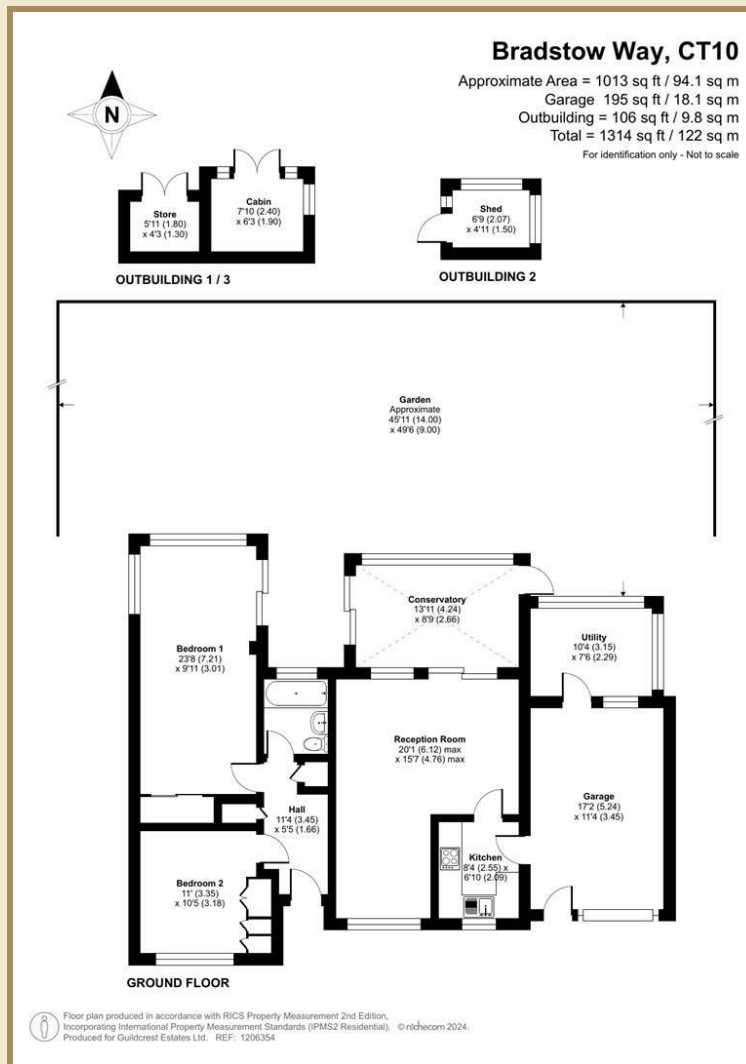 Bradstow Way, CT10
Approximate Area = 1013 sq ft / 94.1 sq m
Garage 195 sq ft / 18.1 sq m
Outbuilding = 106 sq ft / 9.8 sq m
Total = 1314 sq ft / 122 sq m
For identification only - Not to scale
N
Store
5'11 (1.80)
x 4'3 (1.30)
Cabin
7'10 (2.40)
x 6'3 (1.90)
Shed
6'9 (2.07)
x 4'11 (1.50)
OUTBUILDING 1 / 3
OUTBUILDING 2
Garden
Approximate
45'11 (14.00)
x 49'6 (9.00)
Conservatory
13'11 (4.24)
x 8'9 (2.66)
Utility
10'4 (3.15)
x 7'6 (2.29)
Bedroom 1
23'8 (7.21)
x 9'11 (3.01)
Reception Room
20'1 (6.12) max
x 15'7 (4.76) max
Garage
17'2 (5.24)
x 11'4 (3.45)
Hall
11'4 (3.45)
x 5'5 (1.66)
Kitchen
8'4 (2.55) x
6'10 (2.09)
Bedroom 2
11' (3.35)
x 10'5 (3.18)
GROUND FLOOR
Floor plan produced in accordance with RICS Property Measurement 2nd Edition,
Incorporating International Property Measurement Standards (IPMS2 Residential). ©nichecom 2024.
Produced for Guildcrest Estates Ltd. REF: 1206354